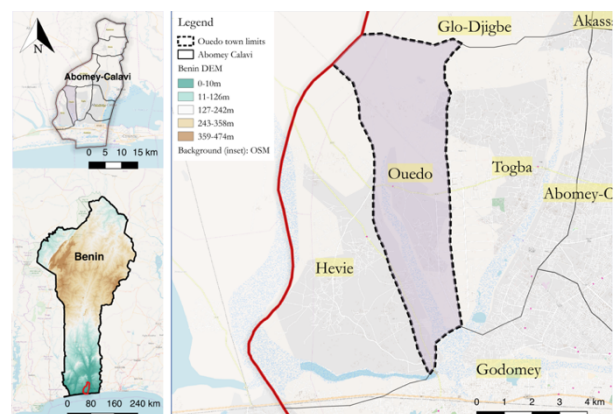 N
Abomey-Calavi
0 5 10 15 km
Benin
0 80 160 240 km
Legend
Ouedo town limits
Abomey Calavi
Benin DEM
0-10m
11-126m
127-242m
243-358m
359-474m
Background (inset): OSM
Glo-Djigbe
Akass
Ouedo
Togba
Abomey-C
Hevie
Godomey
0 1 2 3 4 km